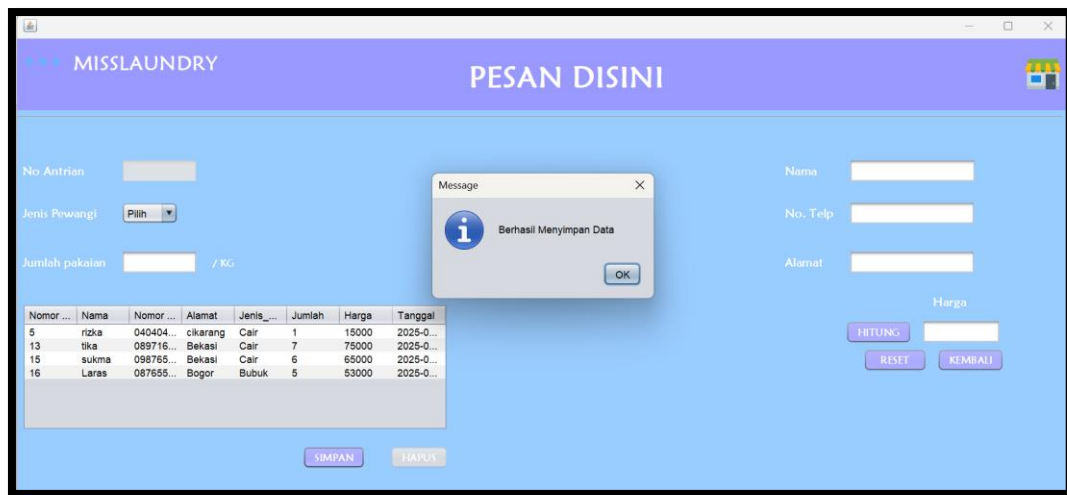 MISSLAUNDRY
PESAN DISINI
No Antrian
Jenis Pewangi
Pilih
Jumlah pakaian
/ KG
Message
Berhasil Menyimpan Data
OK
Nama
No. Telp
Alamat
Harga
HITUNG
RESET
KEMBALI
Nomor ... Nama Nomor ... Alamat Jenis_... Jumlah Harga Tanggal
5 rizka 040404... cikarang Cair 1 15000 2025-0...
13 tika 089716... Bekasi Cair 7 75000 2025-0...
15 sukma 098765... Bekasi Cair 6 65000 2025-0...
16 Laras 087655... Bogor Bubuk 5 53000 2025-0...
SIMPAN
HAPUS